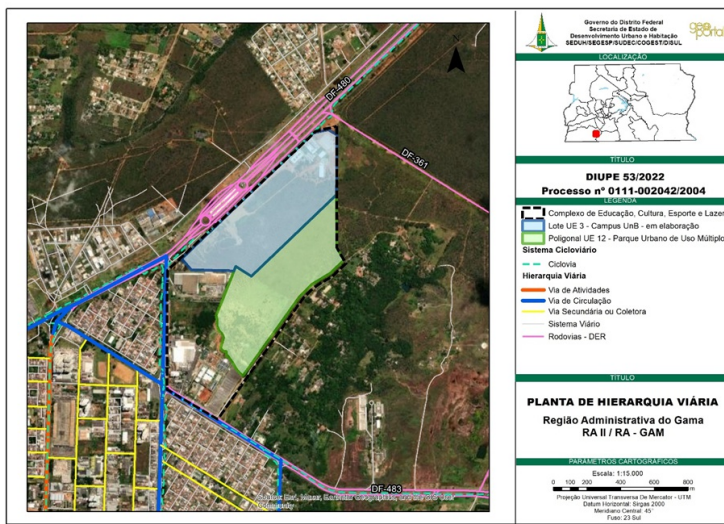 DF-480
DF-361
DF-483
Governo do Distrito Federal
Secretaria de Estado de
Desenvolvimento Urbano e Habitação
SEDUH/SEGESP/SUDEC/COGEST/DISUL
geo
portal
LOCALIZAÇÃO
TÍTULO
DIUPE 53/2022
Processo nº 0111-002042/2004
LEGENDA
Complexo de Educação, Cultura, Esporte e Lazer
Lote UE 3 - Campus UnB - em elaboração
Poligonal UE 12 - Parque Urbano de Uso Múltiplo
Sistema Cicloviário
Ciclovia
Hierarquia Viária
Via de Atividades
Via de Circulação
Via Secundária ou Coletora
Sistema Viário
Rodovias - DER
TÍTULO
PLANTA DE HIERARQUIA VIÁRIA
Região Administrativa do Gama
RA II / RA - GAM
PARÂMETROS CARTOGRÁFICOS
Escala: 1:15.000
0 100 200 400 600 800
m
Projeção Universal Transversa De Mercator - UTM
Datum Horizontal: Sirgas 2000
Meridiano Central: 45°
Fuso: 23 Sul